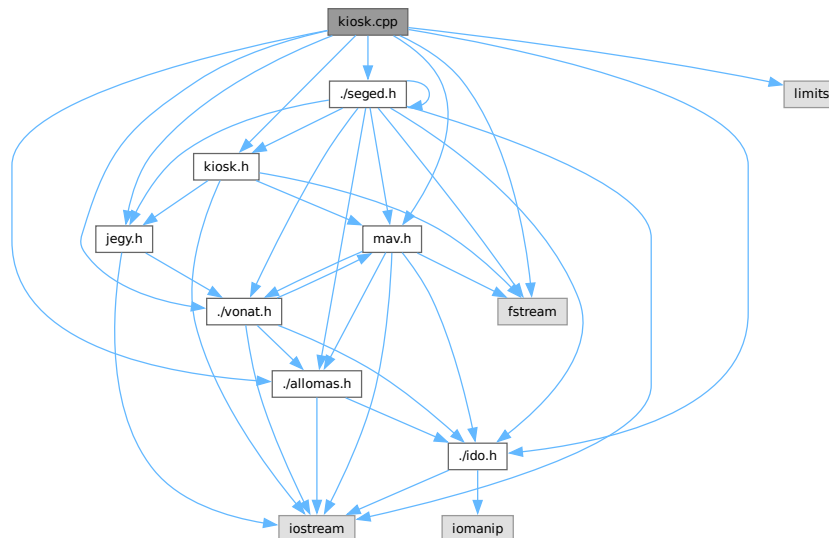 kiosk.cpp
./seged.h
limits
kiosk.h
jegy.h
mav.h
./vonat.h
fstream
./allomas.h
./ido.h
iostream
iomanip